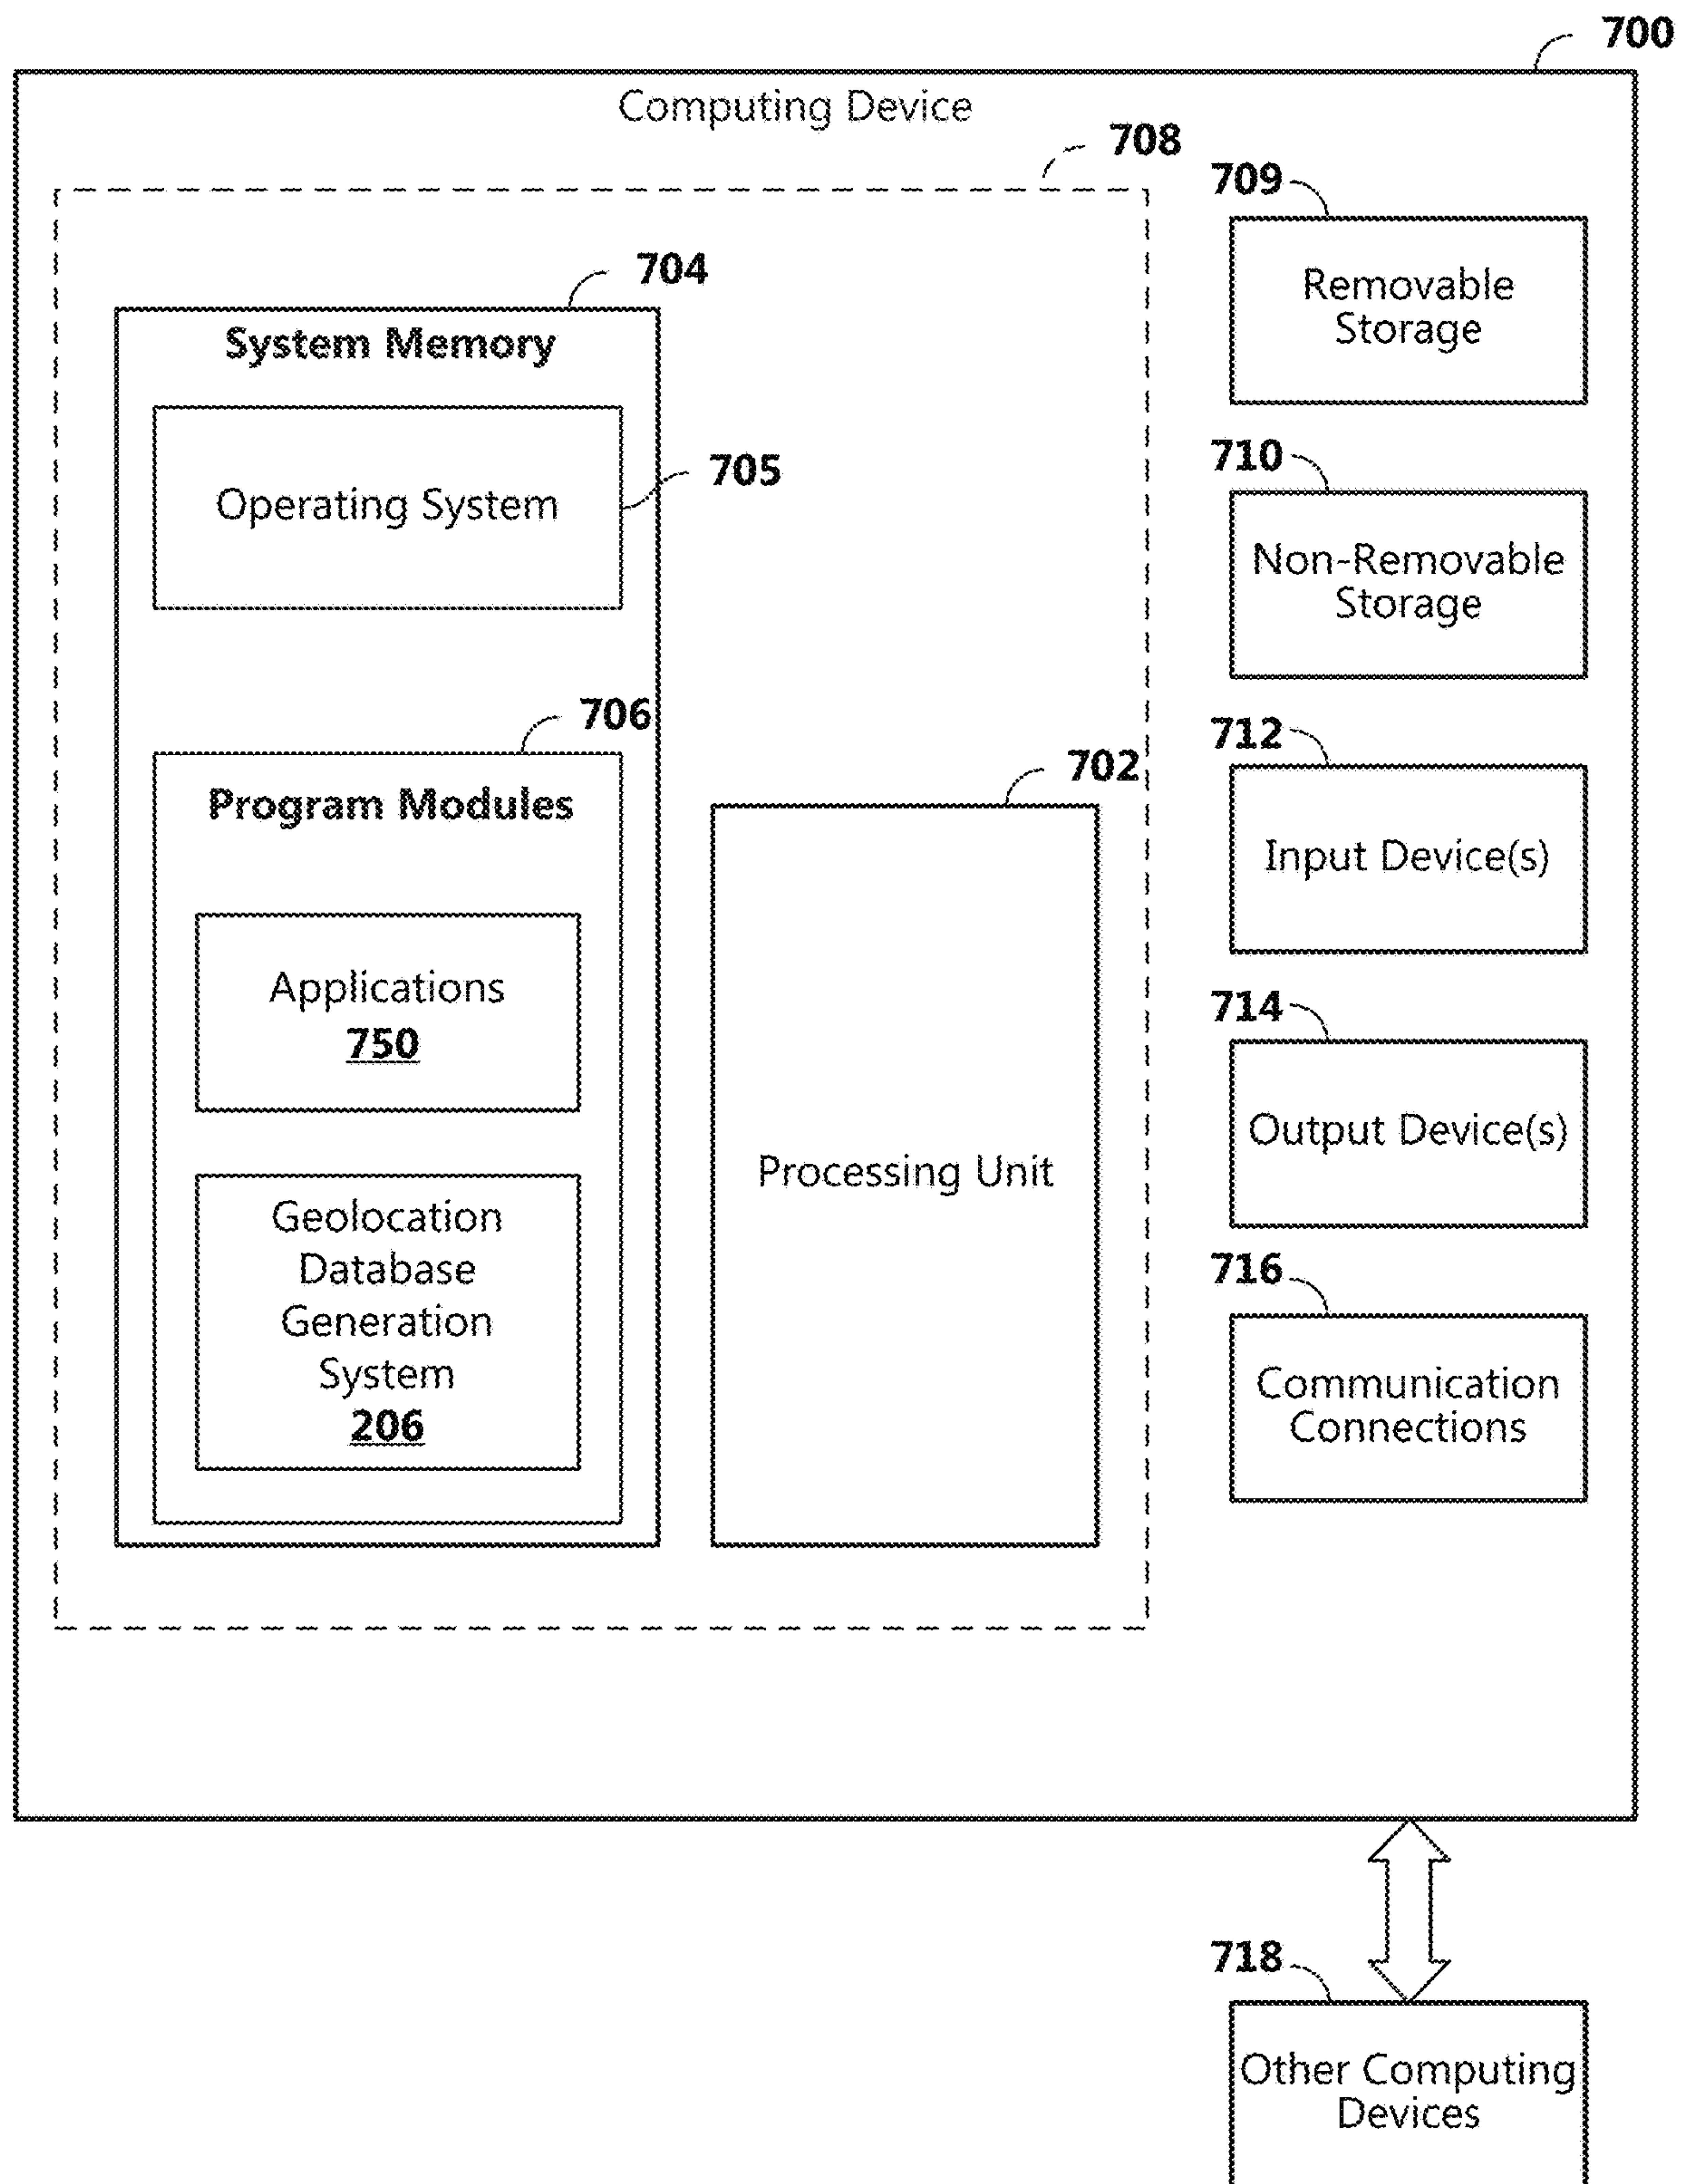 700
Computing Device
708
709
Removable
Storage
704
System Memory
Operating System
705
710
Non-Removable
Storage
706
Program Modules
702
712
Input Device(s)
Applications
750
714
Output Device(s)
Processing Unit
Geolocation
Database
Generation
System
206
716
Communication
Connections
718
Other Computing
Devices